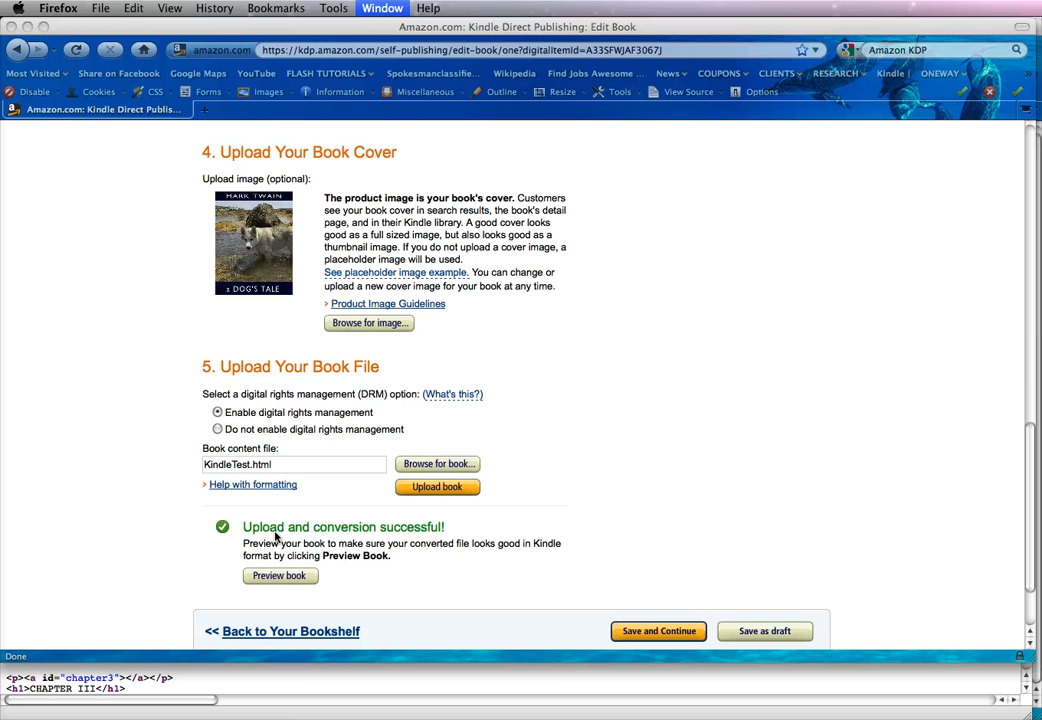 Firefox File Edit View History Bookmarks Tools Window Help
Amazon.com: Kindle Direct Publishing: Edit Book
amazon.com https://kdp.amazon.com/self-publishing/edit-book/one?digitalItemId=A33SFWJAF3067J Amazon KDP
Most Visited Share on Facebook Google Maps YouTube FLASH TUTORIALS Spokesmanclassifie... Wikipedia Find Jobs Awesome ... News COUPONS CLIENTS RESEARCH Kindle ONEWAY
Disable Cookies CSS Forms Images Information Miscellaneous Outline Resize Tools View Source Options
Amazon.com: Kindle Direct Publis...
4. Upload Your Book Cover
Upload image (optional):
MARK TWAIN
a DOG'S TALE
The product image is your book's cover. Customers
see your book cover in search results, the book's detail
page, and in their Kindle library. A good cover looks
good as a full sized image, but also looks good as a
thumbnail image. If you do not upload a cover image, a
placeholder image will be used.
See placeholder image example. You can change or
upload a new cover image for your book at any time.
› Product Image Guidelines
Browse for image...
5. Upload Your Book File
Select a digital rights management (DRM) option: (What's this?)
Enable digital rights management
Do not enable digital rights management
Book content file:
KindleTest.html Browse for book...
› Help with formatting Upload book
Upload and conversion successful!
Preview your book to make sure your converted file looks good in Kindle
format by clicking Preview Book.
Preview book
<< Back to Your Bookshelf Save and Continue Save as draft
Done
<p><a id="chapter3"></a></p>
<h1>CHAPTER III</h1>